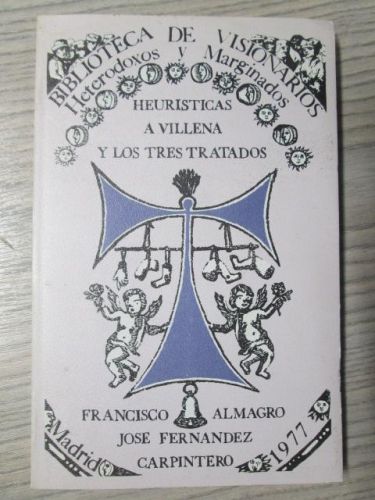 BIBLIOTECA DE VISIONARIOS
Heterodoxos y Marginados
HEURISTICAS
A VILLENA
Y LOS TRES TRATADOS
FRANCISCO ALMAGRO
JOSE FERNANDEZ
CARPINTERO
Madrid 1977